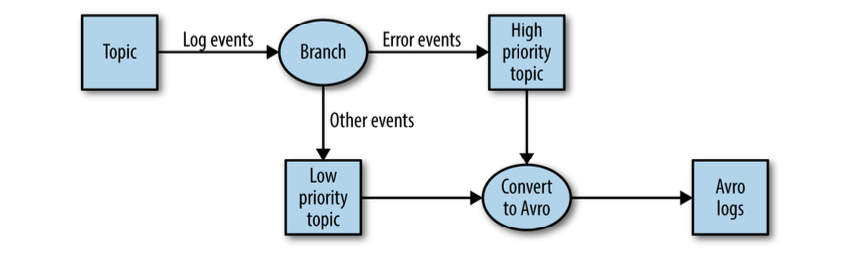 Topic
Log events
Branch
Error events
High
priority
topic
Other events
Low
priority
topic
Convert
to Avro
Avro
logs